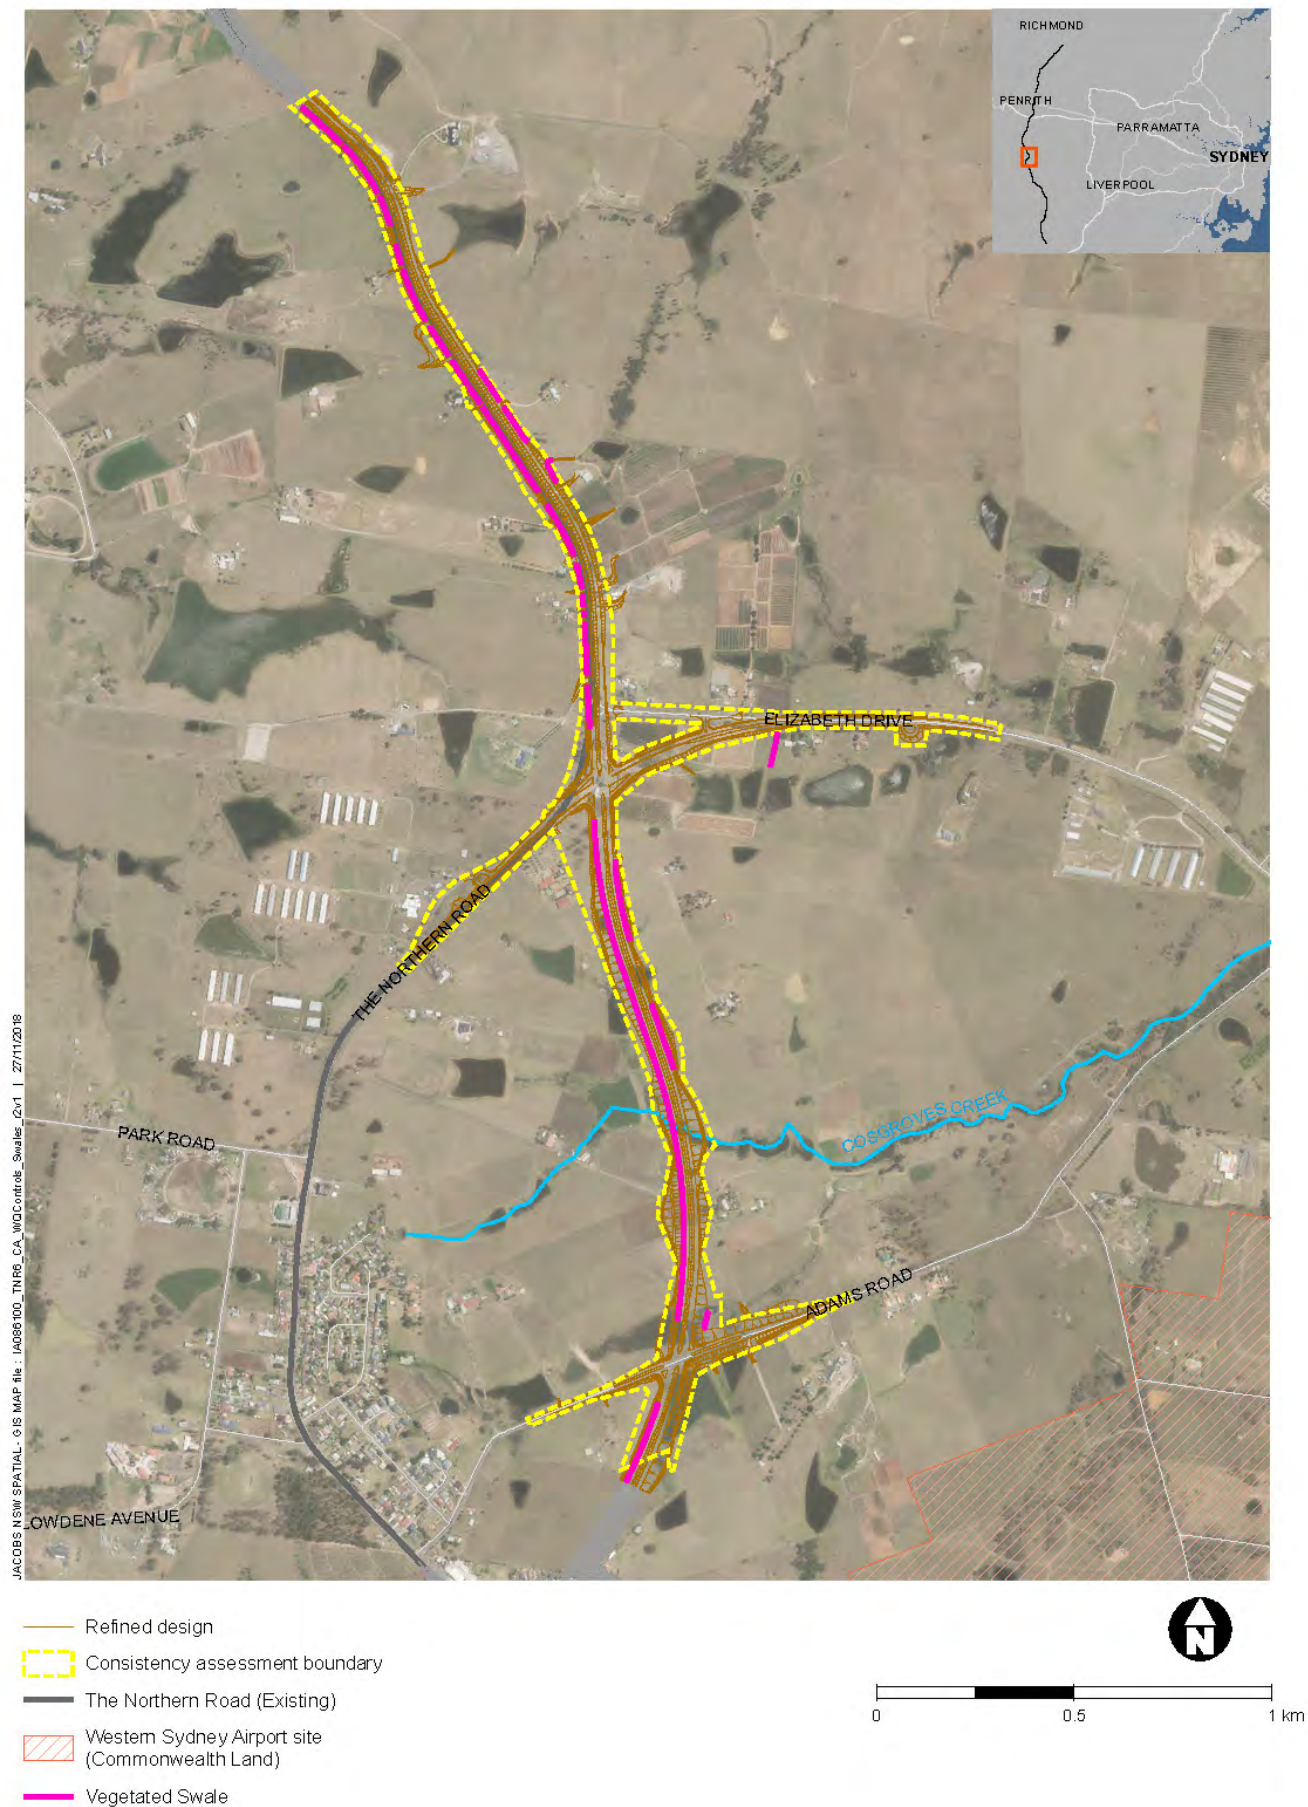 RICHMOND
PENRITH
PARRAMATTA
SYDNEY
LIVERPOOL
ELIZABETH DRIVE
THE NORTHERN ROAD
COSGROVES CREEK
PARK ROAD
ADAMS ROAD
LOWDENE AVENUE
JACOBS NSW SPATIAL - GIS MAP file : IA086100_TNR6_CA_WQControls_Swales_r2v1 | 27/11/2018
Refined design
Consistency assessment boundary
The Northern Road (Existing)
Western Sydney Airport site
(Commonwealth Land)
Vegetated Swale
N
0 0.5 1 km